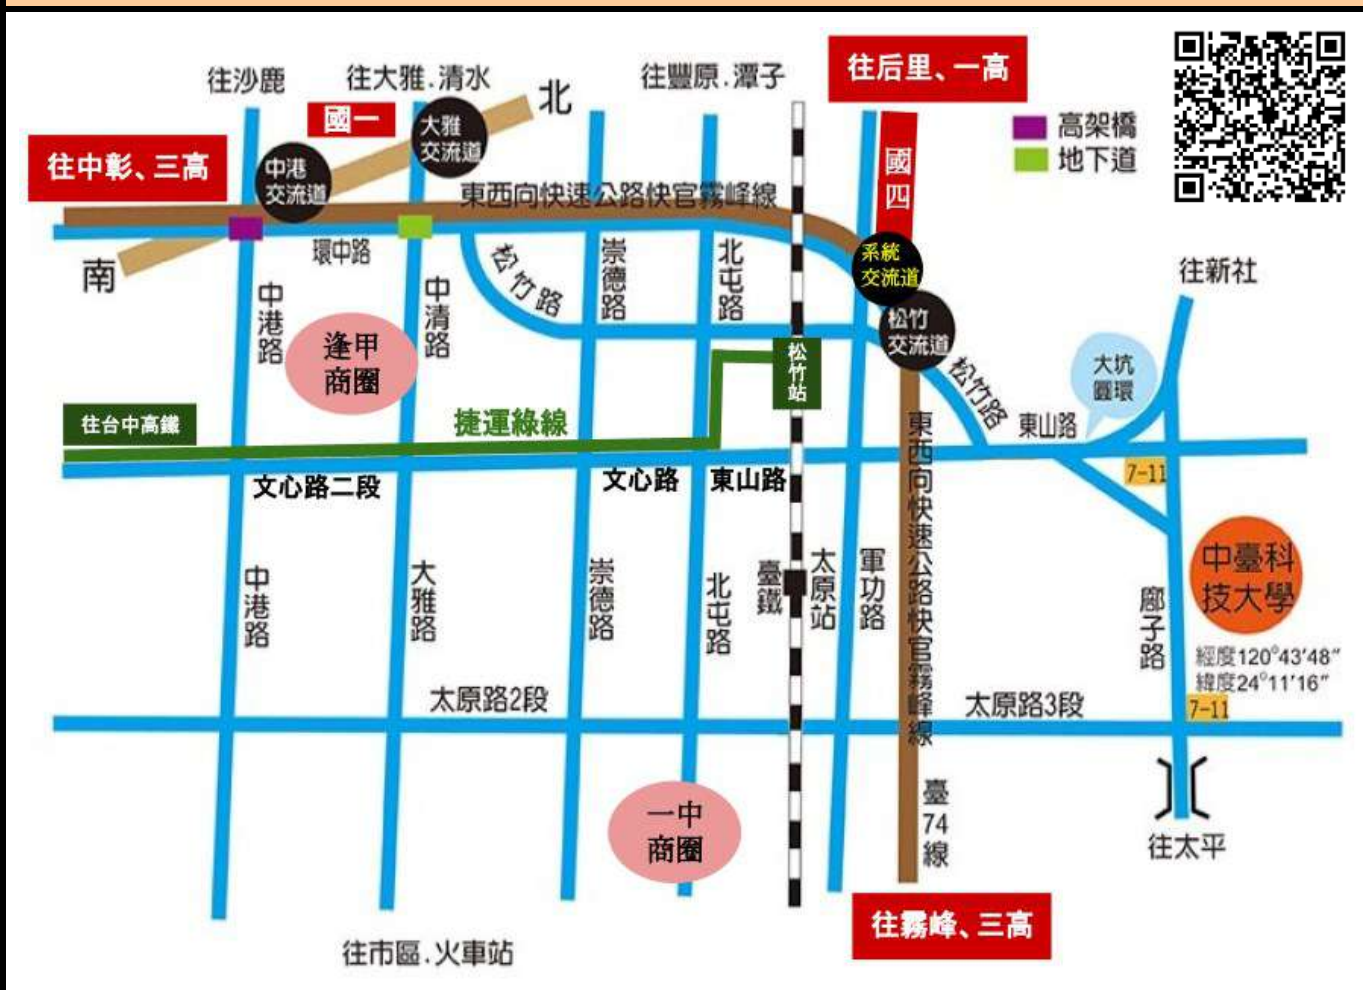 往沙鹿
往大雅.清水
北
往豐原.潭子
往后里、一高
國一
大雅
交流道
高架橋
地下道
往中彰、三高
中港
交流道
國四
東西向快速公路快官霧峰線
南
環中路
松竹路
崇德路
北屯路
系統
交流道
往新社
中港路
中清路
逢甲
商圈
松竹
交流道
松竹站
松竹路
大坑
圓環
往台中高鐵
捷運綠線
東山路
文心路二段
文心路
東山路
7-11
東西向快速公路快官霧峰線
中港路
大雅路
崇德路
北屯路
臺鐵
太原站
軍功路
廍子路
中臺科
技大學
經度120°43'48"
緯度24°11'16"
太原路2段
太原路3段
7-11
一中
商圈
臺74線
往太平
往霧峰、三高
往市區.火車站